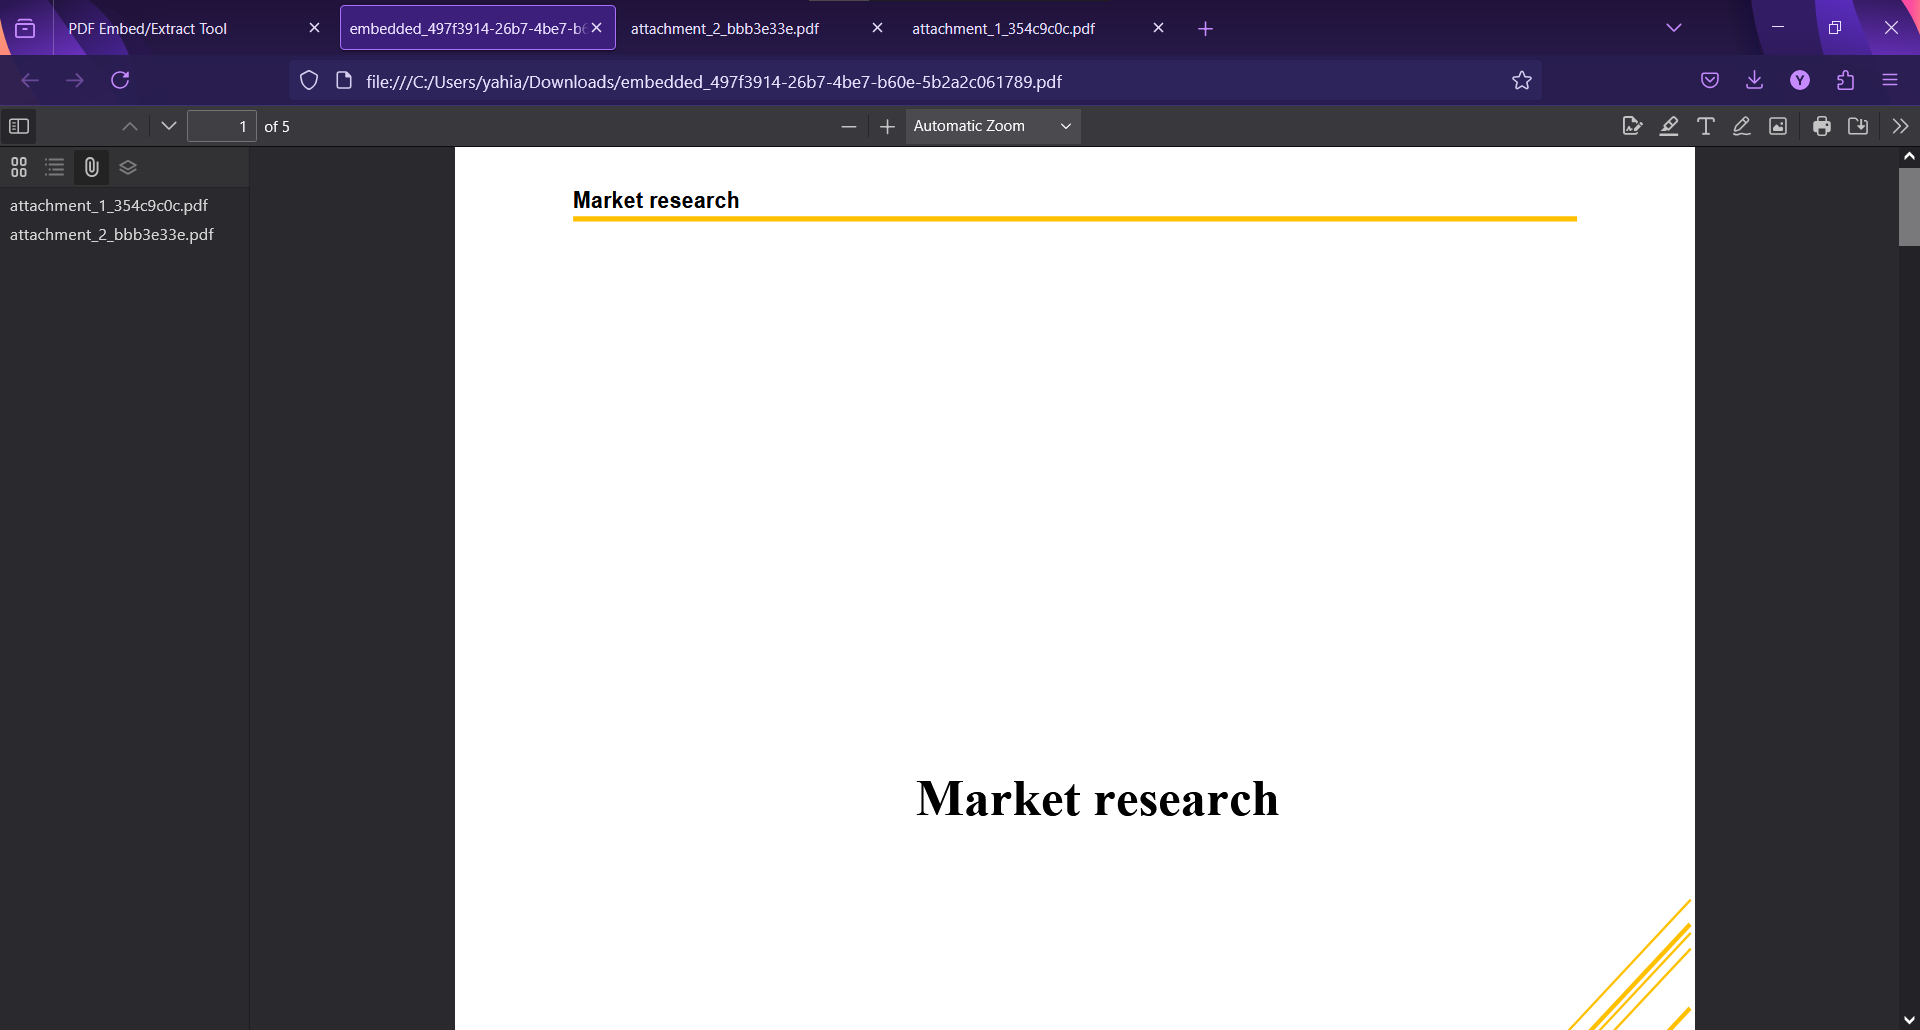 PDF Embed/Extract Tool
embedded_497f3914-26b7-4be7-b6
attachment_2_bbb3e33e.pdf
attachment_1_354c9c0c.pdf
file:///C:/Users/yahia/Downloads/embedded_497f3914-26b7-4be7-b60e-5b2a2c061789.pdf
Y
1 of 5
Automatic Zoom
attachment_1_354c9c0c.pdf
attachment_2_bbb3e33e.pdf
Market research
Market research